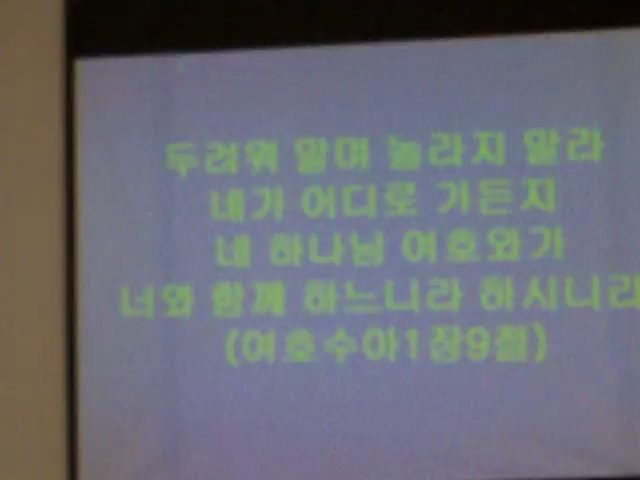 두려워 말며 놀라지 말라
네가 어디로 가든지
네 하나님 여호와가
너와 함께 하느니라 하시니라
(여호수아1장9절)